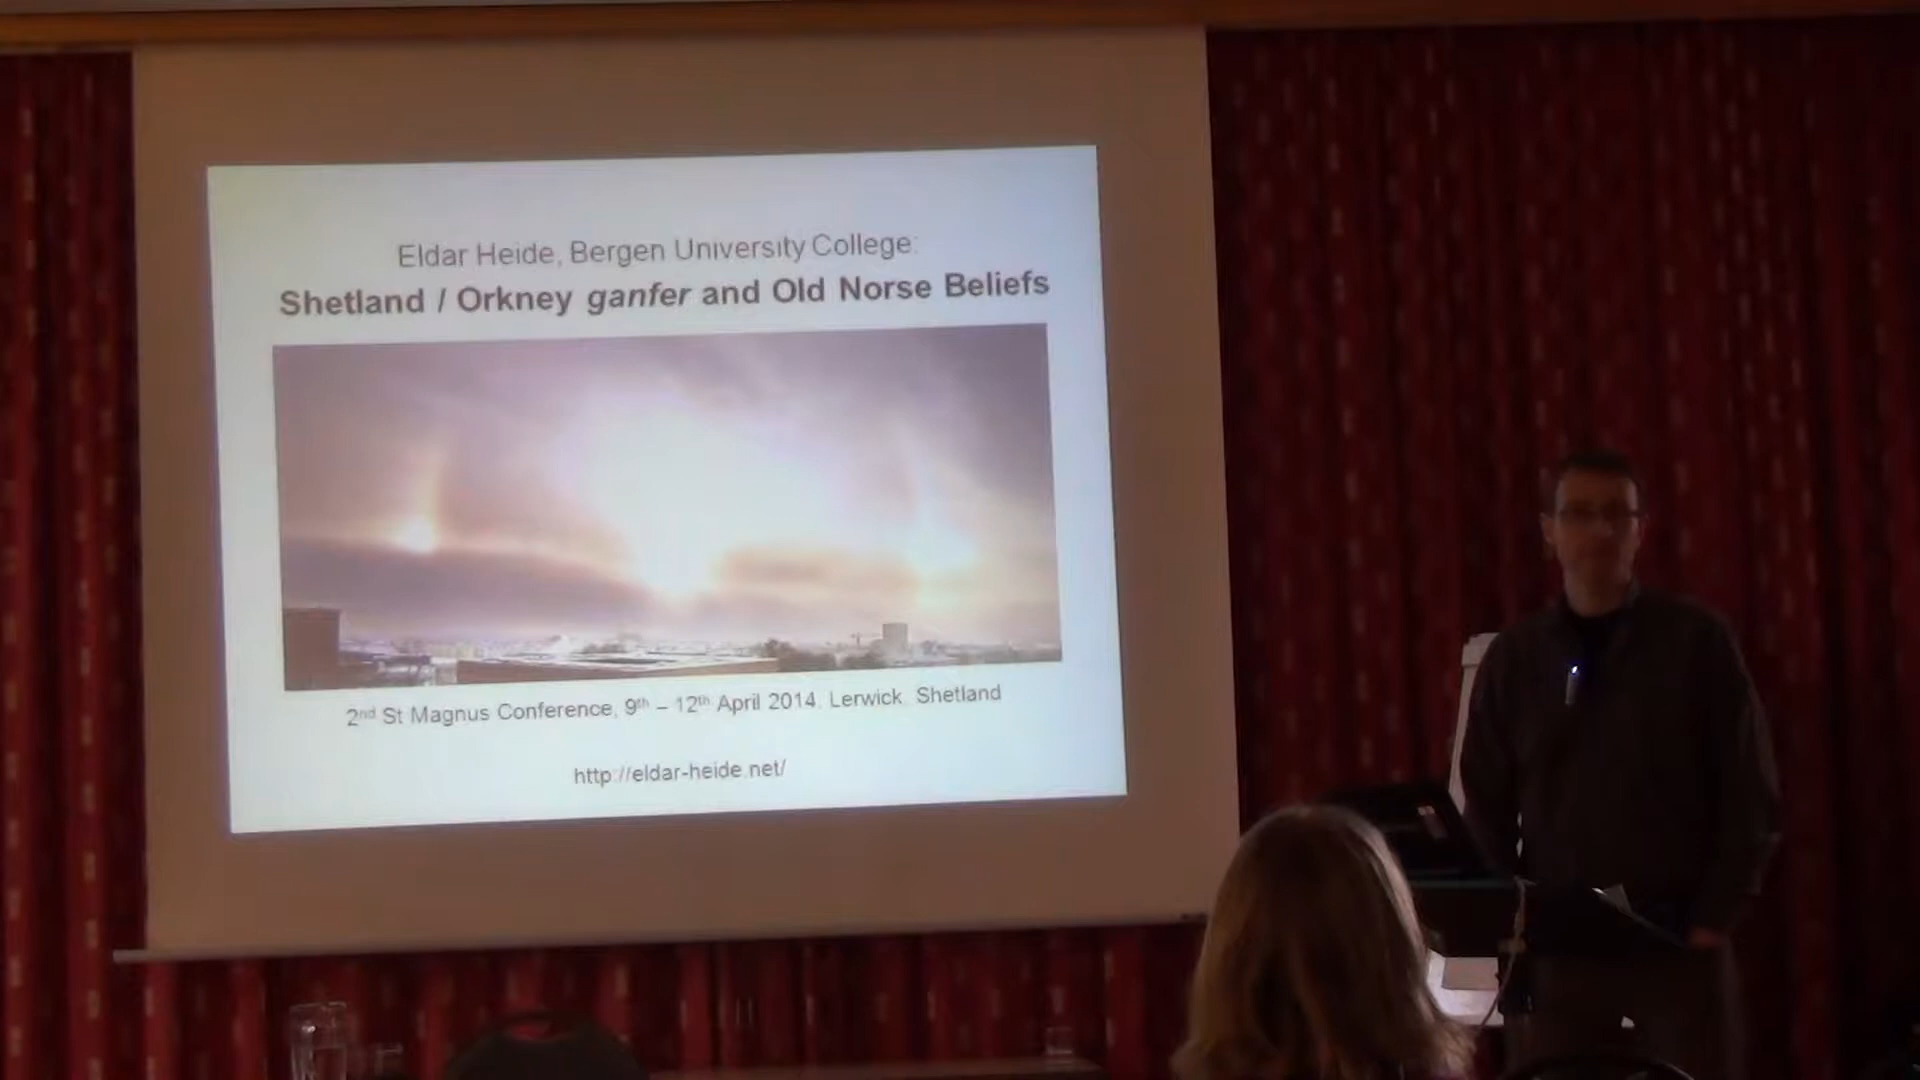 Eldar Heide, Bergen University College:
Shetland / Orkney ganfer and Old Norse Beliefs
2nd St Magnus Conference, 9th – 12th April 2014. Lerwick. Shetland
http://eldar-heide.net/